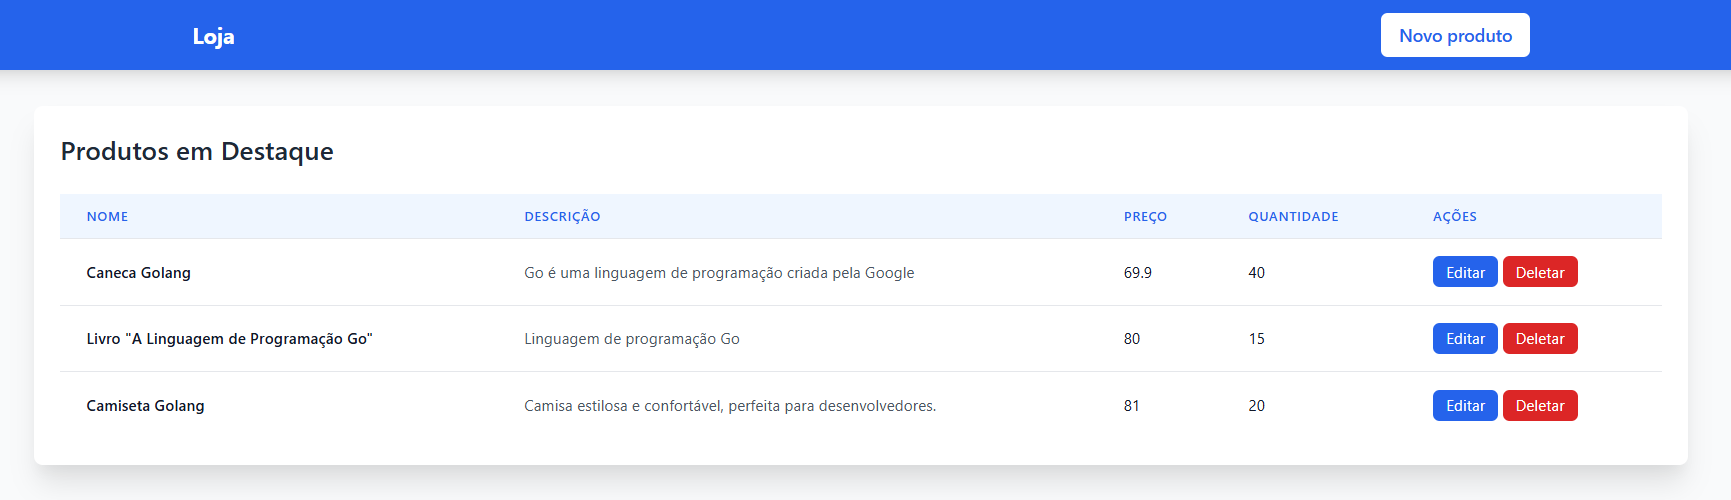 Loja
Novo produto
Produtos em Destaque
NOME DESCRIÇÃO PREÇO QUANTIDADE AÇÕES
Caneca Golang Go é uma linguagem de programação criada pela Google 69.9 40 Editar Deletar
Livro "A Linguagem de Programação Go" Linguagem de programação Go 80 15 Editar Deletar
Camiseta Golang Camisa estilosa e confortável, perfeita para desenvolvedores. 81 20 Editar Deletar